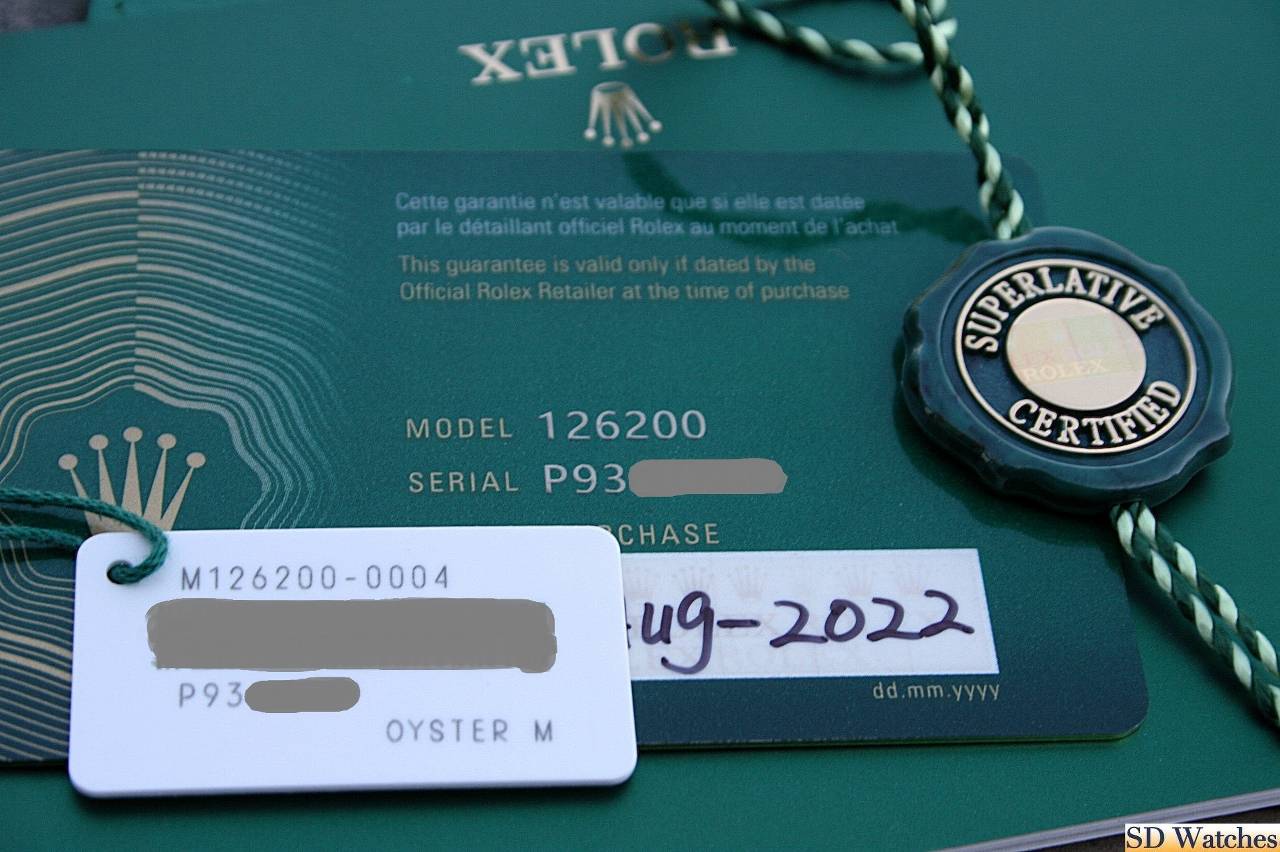 ROLEX
Cette garantie n'est valable que si elle est datée
par le détaillant officiel Rolex au moment de l'achat
This guarantee is valid only if dated by the
Official Rolex Retailer at the time of purchase
SUPERLATIVE
ROLEX
CERTIFIED
MODEL 126200
SERIAL P93
CHASE
M126200-0004
ug-2022
P93
dd.mm.yyyy
OYSTER M
SD Watches